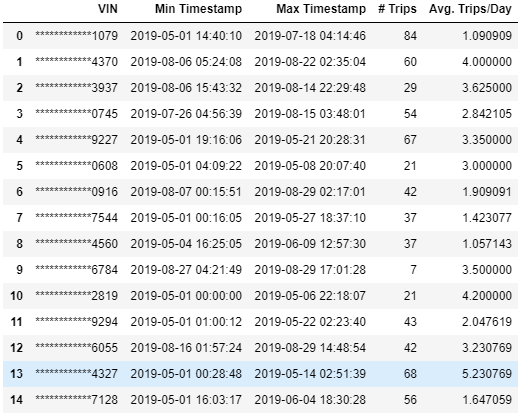 VIN Min Timestamp Max Timestamp # Trips Avg. Trips/Day
0 ************1079 2019-05-01 14:40:10 2019-07-18 04:14:46 84 1.090909
1 ************4370 2019-08-06 05:24:08 2019-08-22 02:35:04 60 4.000000
2 ************3937 2019-08-06 15:43:32 2019-08-14 22:29:48 29 3.625000
3 ************0745 2019-07-26 04:56:39 2019-08-15 03:48:01 54 2.842105
4 ************9227 2019-05-01 19:16:06 2019-05-21 20:28:31 67 3.350000
5 ************0608 2019-05-01 04:09:22 2019-05-08 20:07:40 21 3.000000
6 ************0916 2019-08-07 00:15:51 2019-08-29 02:17:01 42 1.909091
7 ************7544 2019-05-01 00:16:05 2019-05-27 18:37:10 37 1.423077
8 ************4560 2019-05-04 16:25:05 2019-06-09 12:57:30 37 1.057143
9 ************6784 2019-08-27 04:21:49 2019-08-29 17:01:28 7 3.500000
10 ************2819 2019-05-01 00:00:00 2019-05-06 22:18:07 21 4.200000
11 ************9294 2019-05-01 01:00:12 2019-05-22 02:23:40 43 2.047619
12 ************6055 2019-08-16 01:57:24 2019-08-29 14:48:54 42 3.230769
13 ************4327 2019-05-01 00:28:48 2019-05-14 02:51:39 68 5.230769
14 ************7128 2019-05-01 16:03:17 2019-06-04 18:30:28 56 1.647059